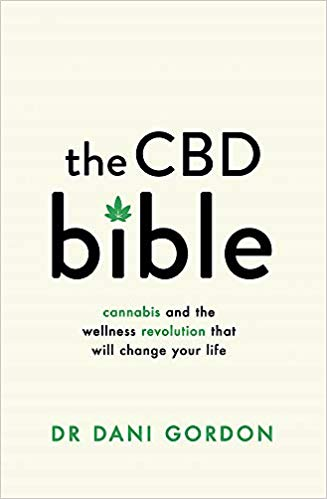 the CBD
bible
cannabis and the
wellness revolution that
will change your life
DR DANI GORDON